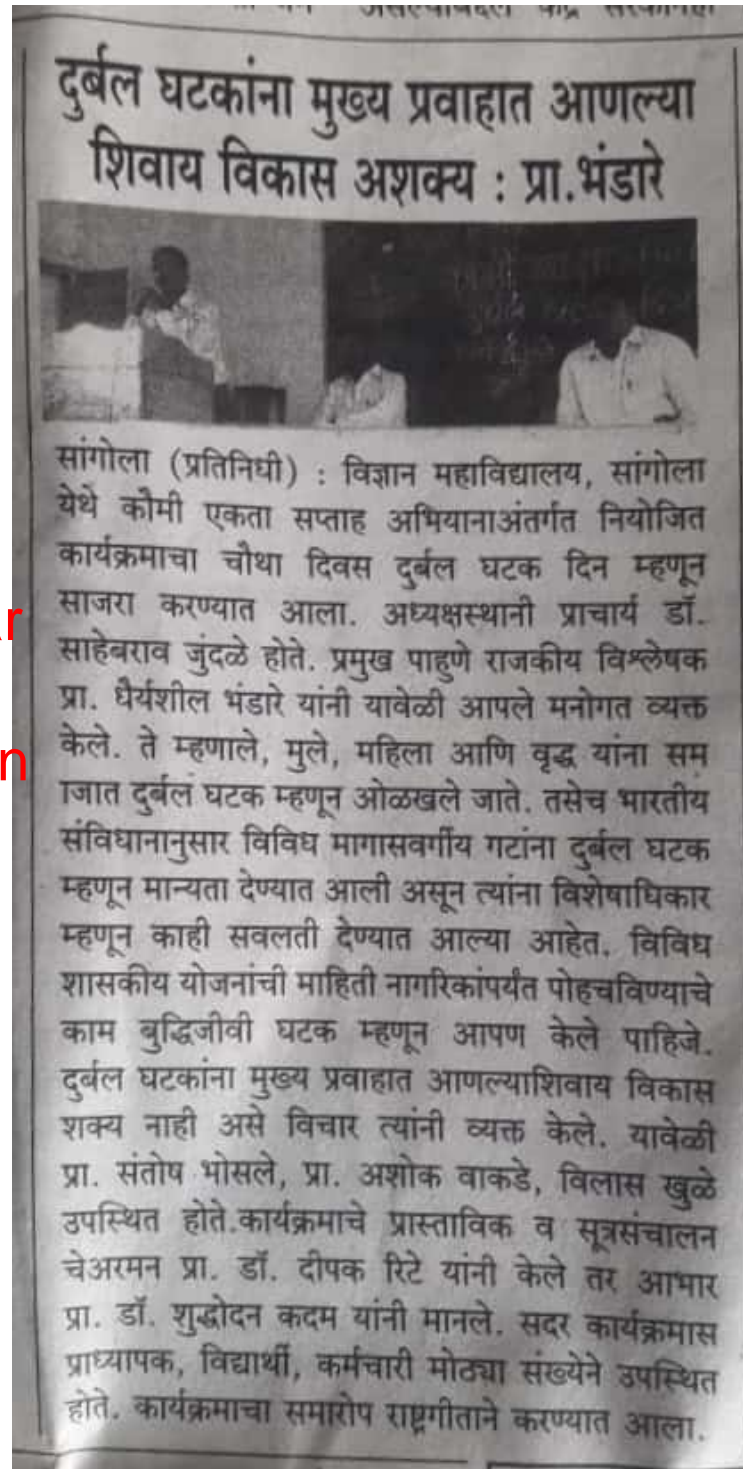 दुर्बल घटकांना मुख्य प्रवाहात आणल्या
शिवाय विकास अशक्य : प्रा.भंडारे
सांगोला (प्रतिनिधी) : विज्ञान महाविद्यालय, सांगोला
येथे कौमी एकता सप्ताह अभियानाअंतर्गत नियोजित
कार्यक्रमाचा चौथा दिवस दुर्बल घटक दिन म्हणून
साजरा करण्यात आला. अध्यक्षस्थानी प्राचार्य डॉ.
साहेबराव जुंदळे होते. प्रमुख पाहुणे राजकीय विश्लेषक
प्रा. धैर्यशील भंडारे यांनी यावेळी आपले मनोगत व्यक्त
केले. ते म्हणाले, मुले, महिला आणि वृद्ध यांना सम
ाजात दुर्बल घटक म्हणून ओळखले जाते. तसेच भारतीय
संविधानानुसार विविध मागासवर्गीय गटांना दुर्बल घटक
म्हणून मान्यता देण्यात आली असून त्यांना विशेषाधिकार
म्हणून काही सवलती देण्यात आल्या आहेत. विविध
शासकीय योजनांची माहिती नागरिकांपर्यंत पोहचविण्याचे
काम बुद्धिजीवी घटक म्हणून आपण केले पाहिजे.
दुर्बल घटकांना मुख्य प्रवाहात आणल्याशिवाय विकास
शक्य नाही असे विचार त्यांनी व्यक्त केले. यावेळी
प्रा. संतोष भोसले, प्रा. अशोक वाकडे, विलास खुळे
उपस्थित होते.कार्यक्रमाचे प्रास्ताविक व सूत्रसंचालन
चेअरमन प्रा. डॉ. दीपक रिटे यांनी केले तर आभार
प्रा. डॉ. शुद्धोदन कदम यांनी मानले. सदर कार्यक्रमास
प्राध्यापक, विद्यार्थी, कर्मचारी मोठ्या संख्येने उपस्थित
होते. कार्यक्रमाचा समारोप राष्ट्रगीताने करण्यात आला.